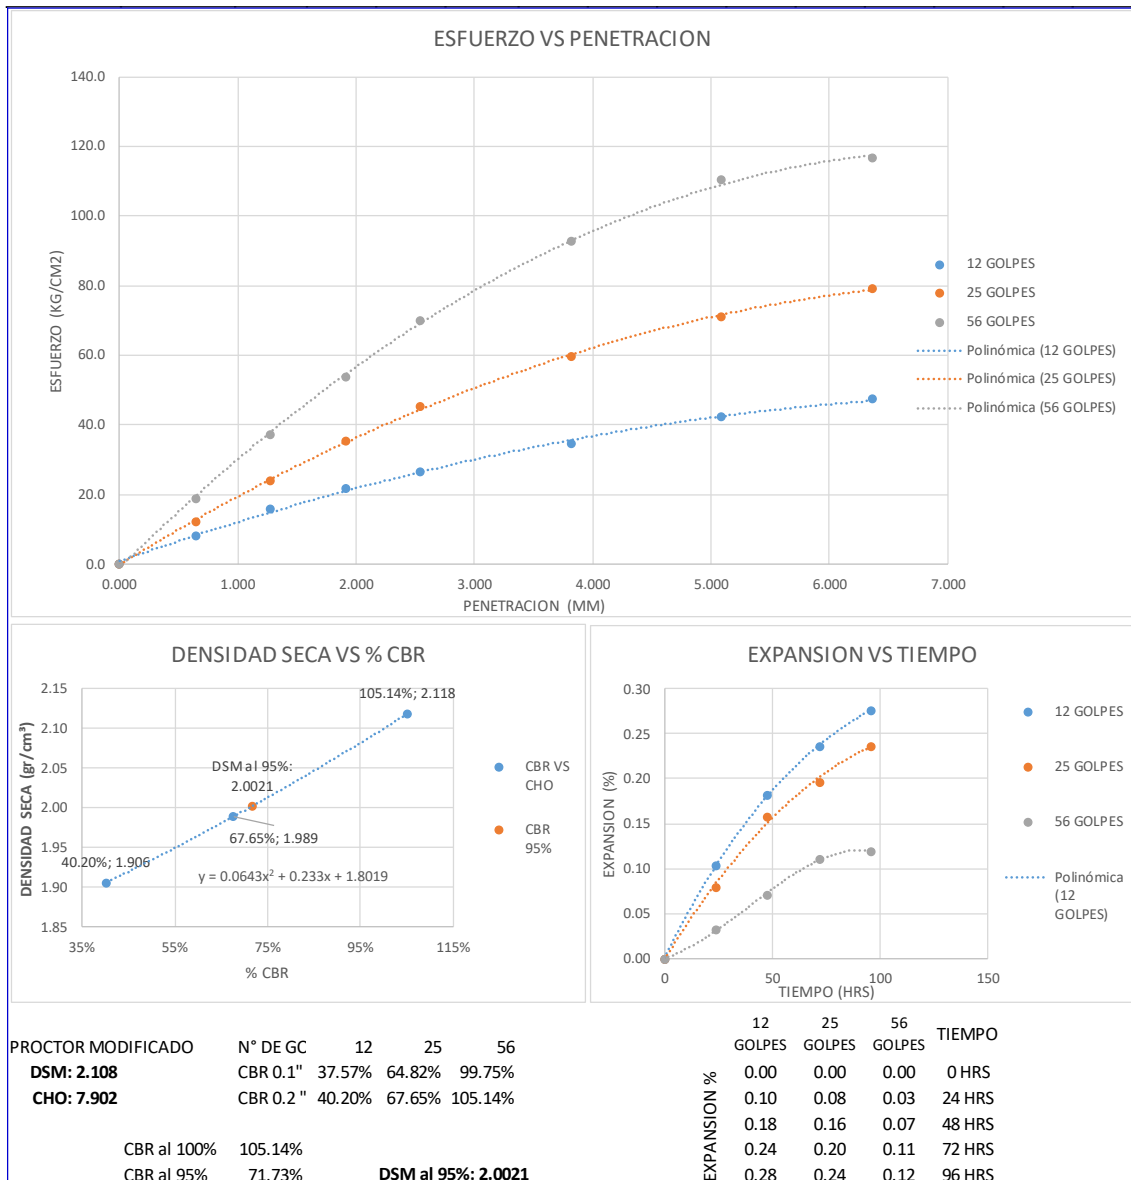 ESFUERZO VS PENETRACION
140.0
120.0
100.0
80.0
60.0
40.0
20.0
0.0
ESFUERZO (KG/CM2)
0.000 1.000 2.000 3.000 4.000 5.000 6.000 7.000
PENETRACION (MM)
12 GOLPES
25 GOLPES
56 GOLPES
Polinómica (12 GOLPES)
Polinómica (25 GOLPES)
Polinómica (56 GOLPES)
DENSIDAD SECA VS % CBR
2.15
2.10
2.05
2.00
1.95
1.90
1.85
DENSIDAD SECA (gr/cm³)
105.14%; 2.118
DSM al 95%:
2.0021
67.65%; 1.989
40.20%; 1.906
y = 0.0643x² + 0.233x + 1.8019
35% 55% 75% 95% 115%
% CBR
CBR VS
CHO
CBR
95%
EXPANSION VS TIEMPO
0.30
0.25
0.20
0.15
0.10
0.05
0.00
EXPANSION (%)
0 50 100 150
TIEMPO (HRS)
12 GOLPES
25 GOLPES
56 GOLPES
Polinómica
(12
GOLPES)
PROCTOR MODIFICADO N° DE GC 12 25 56
DSM: 2.108 CBR 0.1" 37.57% 64.82% 99.75%
CHO: 7.902 CBR 0.2 " 40.20% 67.65% 105.14%
CBR al 100% 105.14%
CBR al 95% 71.73% DSM al 95%: 2.0021
12 25 56 TIEMPO
GOLPES GOLPES GOLPES
EXPANSION %
0.00 0.00 0.00 0 HRS
0.10 0.08 0.03 24 HRS
0.18 0.16 0.07 48 HRS
0.24 0.20 0.11 72 HRS
0.28 0.24 0.12 96 HRS